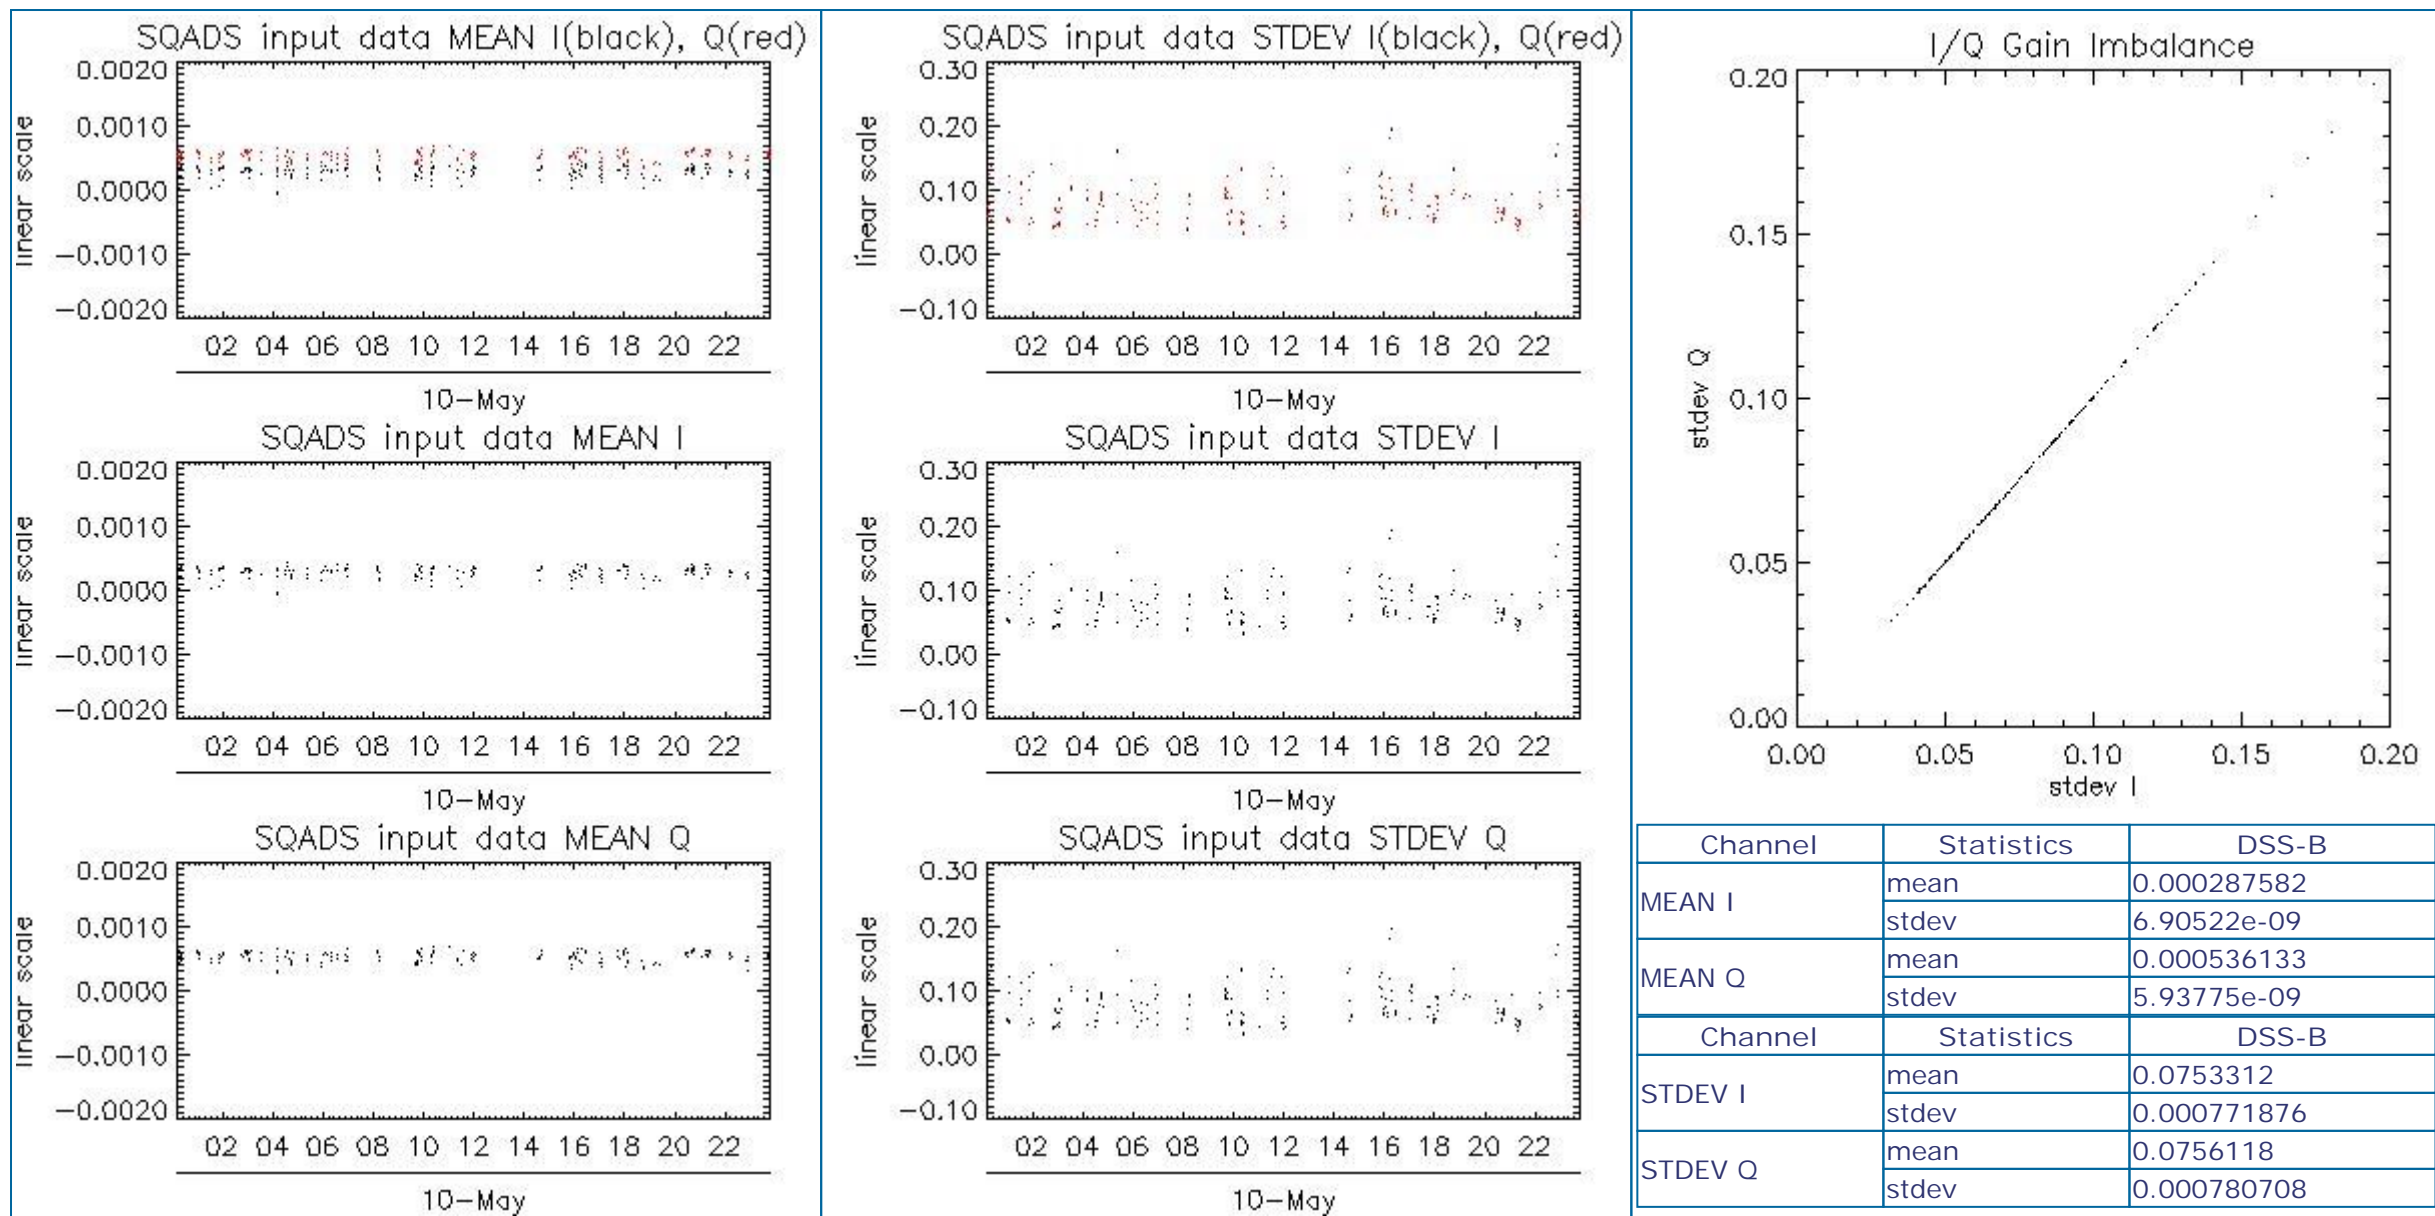 SQADS input data MEAN I(black), Q(red)
linear scale
0.0020
0.0010
0.0000
−0.0010
−0.0020
02 04 06 08 10 12 14 16 18 20 22
10−May
SQADS input data MEAN I
linear scale
0.0020
0.0010
0.0000
−0.0010
−0.0020
02 04 06 08 10 12 14 16 18 20 22
10−May
SQADS input data MEAN Q
linear scale
0.0020
0.0010
0.0000
−0.0010
−0.0020
02 04 06 08 10 12 14 16 18 20 22
10−May
SQADS input data STDEV I(black), Q(red)
linear scale
0.30
0.20
0.10
0.00
−0.10
02 04 06 08 10 12 14 16 18 20 22
10−May
SQADS input data STDEV I
linear scale
0.30
0.20
0.10
0.00
−0.10
02 04 06 08 10 12 14 16 18 20 22
10−May
SQADS input data STDEV Q
linear scale
0.30
0.20
0.10
0.00
−0.10
02 04 06 08 10 12 14 16 18 20 22
10−May
I/Q Gain Imbalance
stdev Q
0.20
0.15
0.10
0.05
0.00
0.00 0.05 0.10 0.15 0.20
stdev I
Channel Statistics DSS-B
MEAN I
mean 0.000287582
stdev 6.90522e-09
MEAN Q
mean 0.000536133
stdev 5.93775e-09
Channel Statistics DSS-B
STDEV I
mean 0.0753312
stdev 0.000771876
STDEV Q
mean 0.0756118
stdev 0.000780708